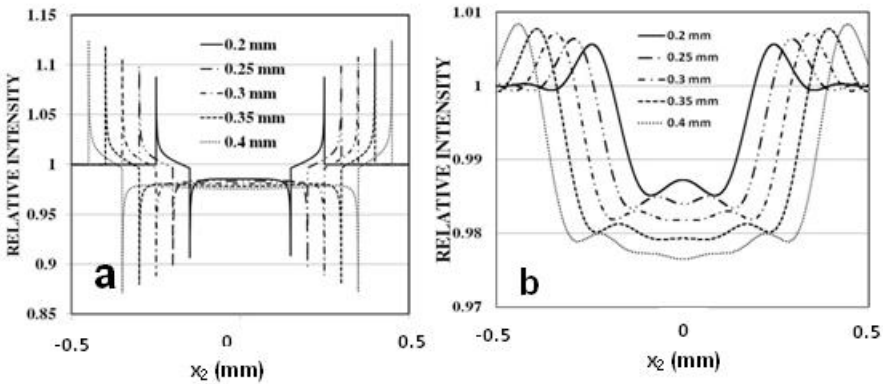 1.15
1.1
1.05
1
0.95
0.9
0.85
RELATIVE INTENSITY
0.2 mm
0.25 mm
0.3 mm
0.35 mm
0.4 mm
a
-0.5
0
0.5
x2 (mm)
1.01
1
0.99
0.98
0.97
RELATIVE INTENSITY
0.2 mm
0.25 mm
0.3 mm
0.35 mm
0.4 mm
b
-0.5
0
0.5
x2 (mm)